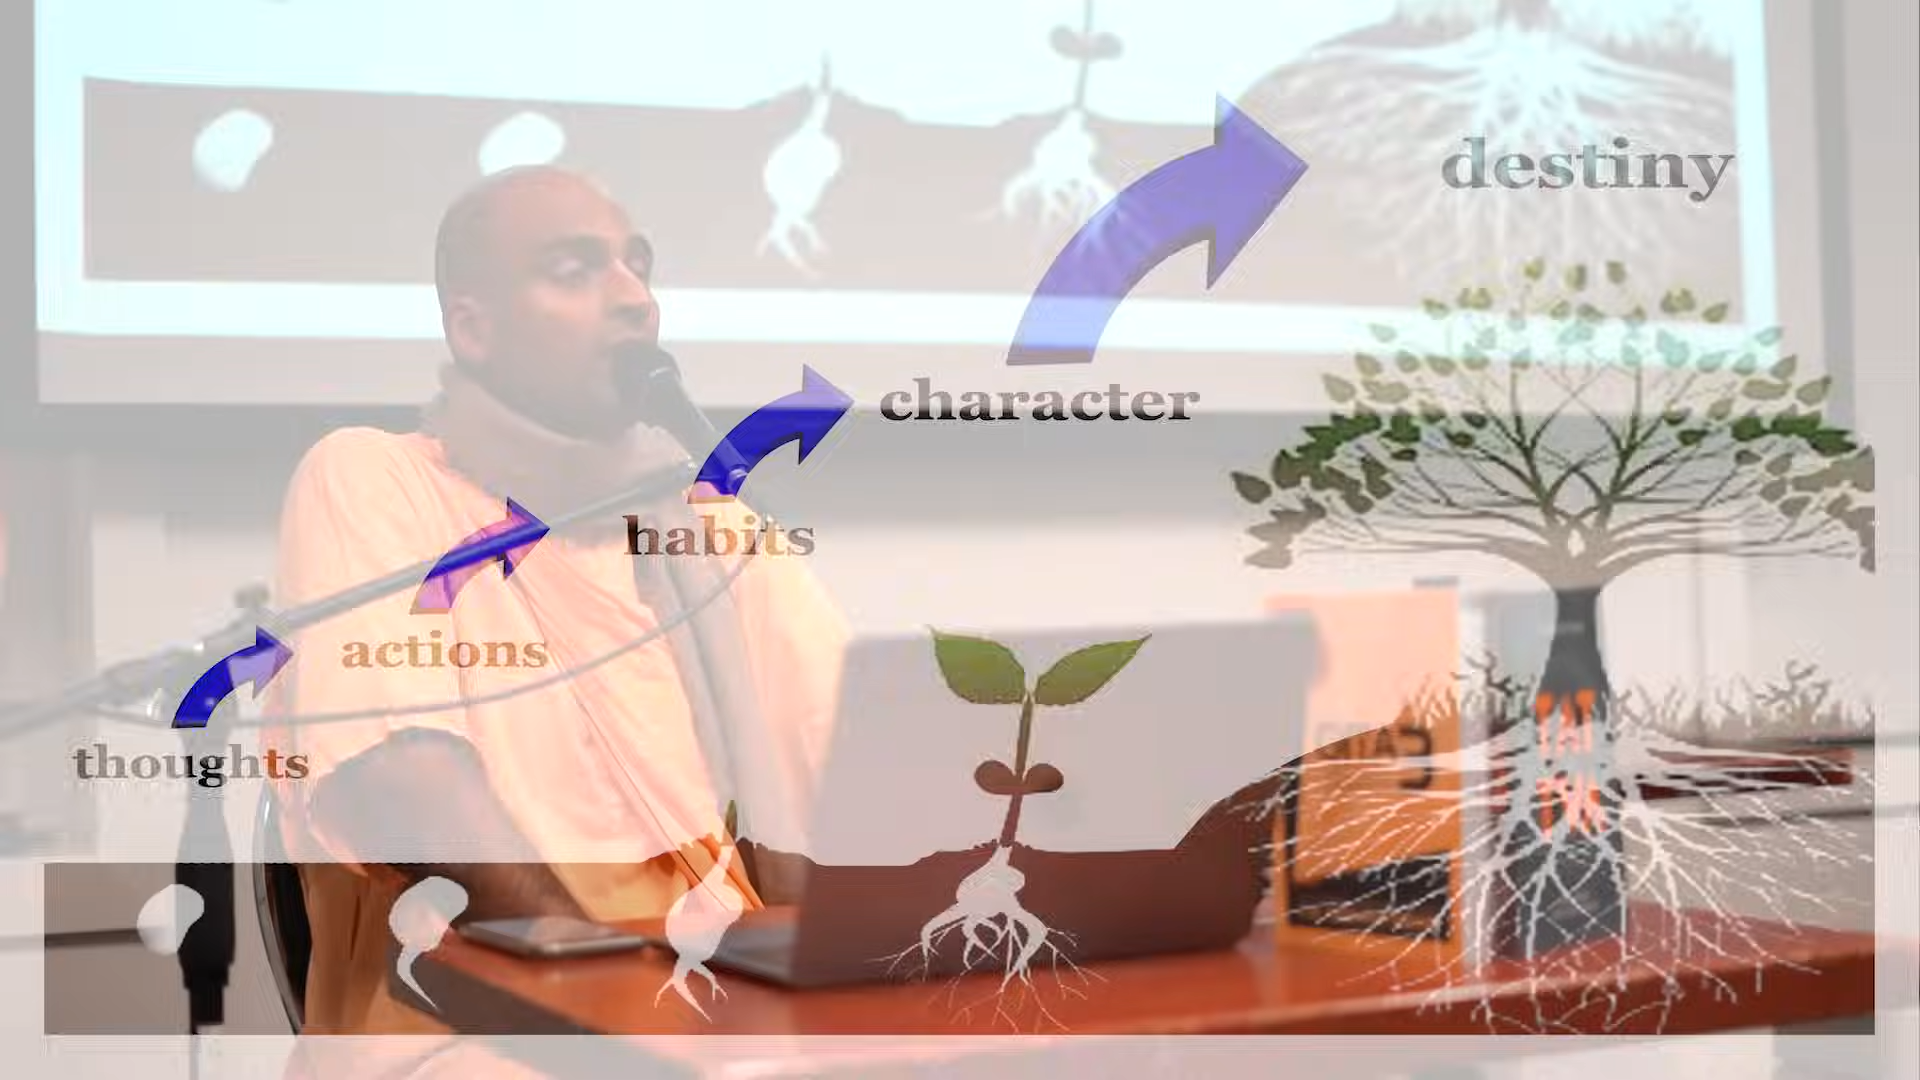 destiny
character
habits
actions
thoughts